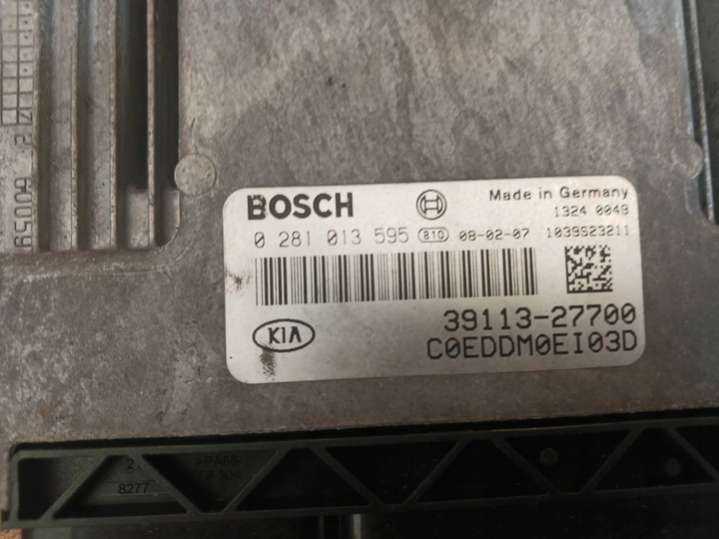 BOSCH
Made in Germany
1324 0043
0 281 013 595 810 08-02-07 1039S23211
KIA
39113-27700
C0EDDM0EI03D
8277